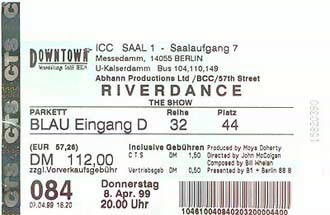 CTS
DOWNTOWN
ICC SAAL 1 - Saalaufgang 7
Messedamm, 14055 BERLIN
U-Kaiserdamm Bus 104,110,149
Abhann Productions Ltd /BCC/57th Street
RIVERDANCE
THE SHOW
PARKETT Reihe Platz
BLAU Eingang D 32 44
(EUR 57,26) Inclusive Gebühren Produced by Moya Doherty
DM 112,00 CTS DM 1,50 Directed by John McColgan
Composed by Bill Whelan
zzgl.Vorverkaufsgebühr Vertriebsgeb DM 0,50 Presented by B1 + Berlin 88 8
084 Donnerstag 8. Apr. 99
20.00 Uhr
15820390